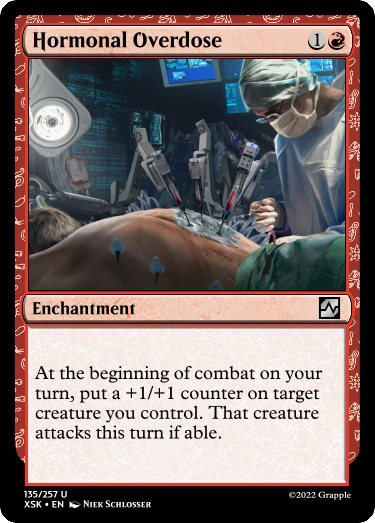 Hormonal Overdose 1
Enchantment
At the beginning of combat on your
turn, put a +1/+1 counter on target
creature you control. That creature
attacks this turn if able.
135/257 U
XSK • EN Niek Schlosser
©2022 Grapple